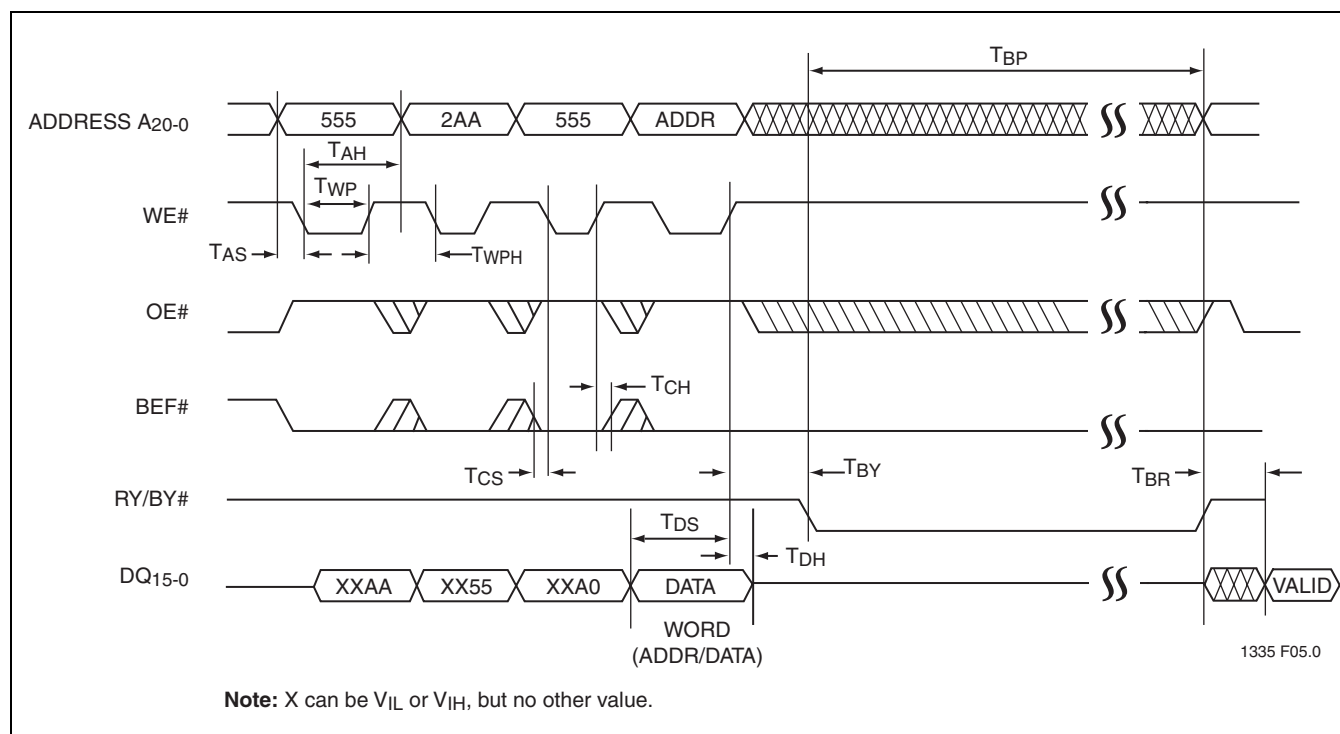 TBP
ADDRESS A20-0 555 2AA 555 ADDR
TAH
TWP
WE#
TAS TWPH
OE#
TCH
BEF#
TCS TBY TBR
RY/BY#
TDS
TDH
DQ15-0 XXAA XX55 XXA0 DATA VALID
WORD
(ADDR/DATA)
1335 F05.0
Note: X can be VIL or VIH, but no other value.